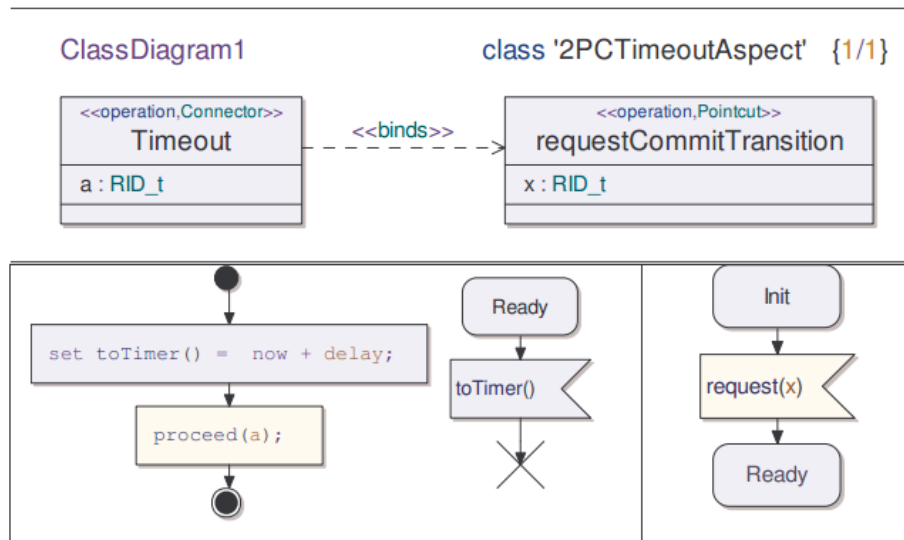 ClassDiagram1
class '2PCTimeoutAspect' {1/1}
<<operation,Connector>>
Timeout
a : RID_t
<<binds>>
<<operation,Pointcut>>
requestCommitTransition
x : RID_t
set toTimer() = now + delay;
proceed(a);
Ready
toTimer()
Init
request(x)
Ready